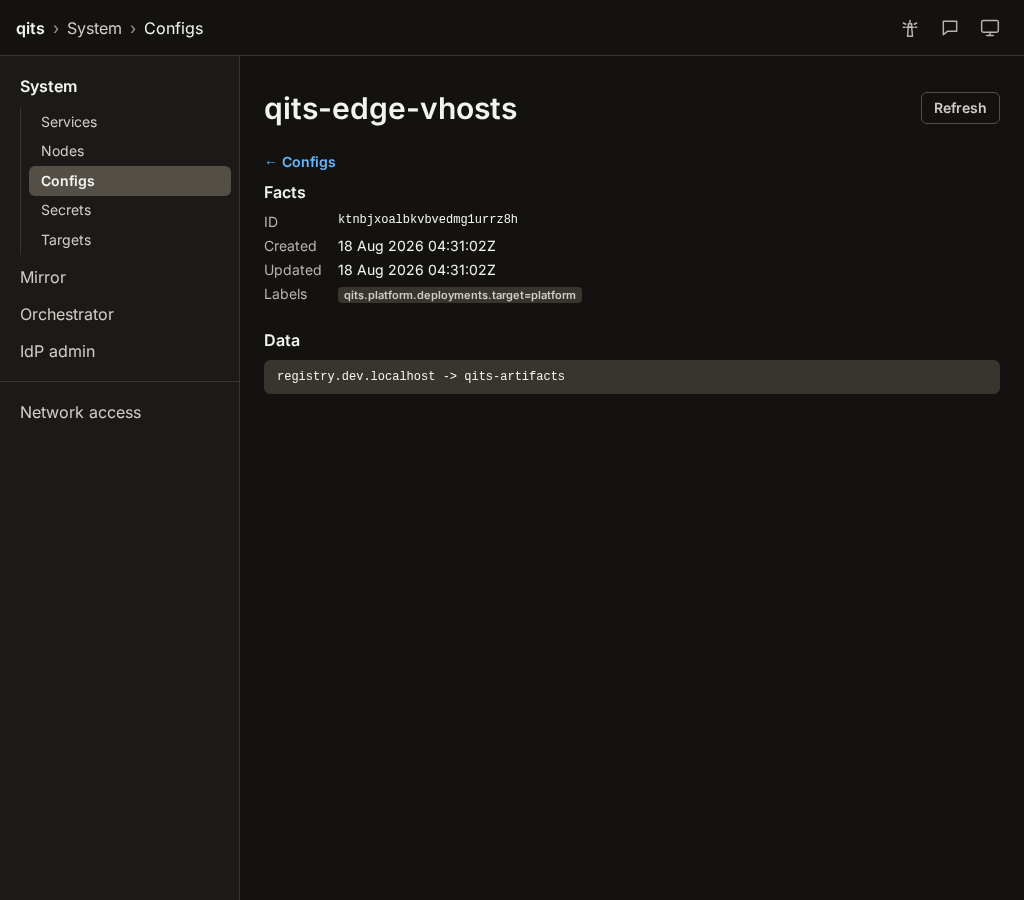 qits › System › Configs
System
Services
Nodes
Configs
Secrets
Targets
Mirror
Orchestrator
IdP admin
Network access
qits-edge-vhosts
Refresh
← Configs
Facts
ID ktnbjxoalbkvbvedmg1urrz8h
Created 18 Aug 2026 04:31:02Z
Updated 18 Aug 2026 04:31:02Z
Labels qits.platform.deployments.target=platform
Data
registry.dev.localhost -> qits-artifacts